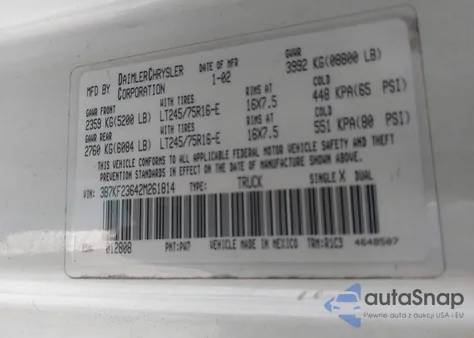 MFD BY DAIMLERCHRYSLER CORPORATION DATE OF MFR 1-02 GVWR 3992 KG(08800 LB)
GAWR FRONT WITH TIRES RIMS AT COLD
2359 KG(5200 LB) LT245/75R16-E 16X7.5 448 KPA(65 PSI)
GAWR REAR WITH TIRES RIMS AT COLD
2760 KG(6084 LB) LT245/75R16-E 16X7.5 551 KPA(80 PSI)
THIS VEHICLE CONFORMS TO ALL APPLICABLE FEDERAL MOTOR VEHICLE SAFETY AND THEFT
PREVENTION STANDARDS IN EFFECT ON THE DATE OF MANUFACTURE SHOWN ABOVE.
VIN: 3B7KF23642M261814 TYPE: TRUCK SINGLE X DUAL
012808 PNT:PW7 VEHICLE MADE IN MEXICO TRM:R1C3 4648507
autoSnap
Pewne auta z aukcji USA i EU